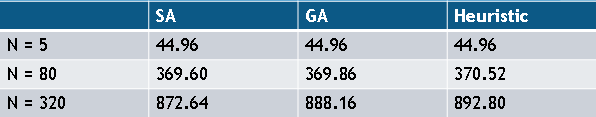 SA GA Heuristic
N = 5 44.96 44.96 44.96
N = 80 369.60 369.86 370.52
N = 320 872.64 888.16 892.80